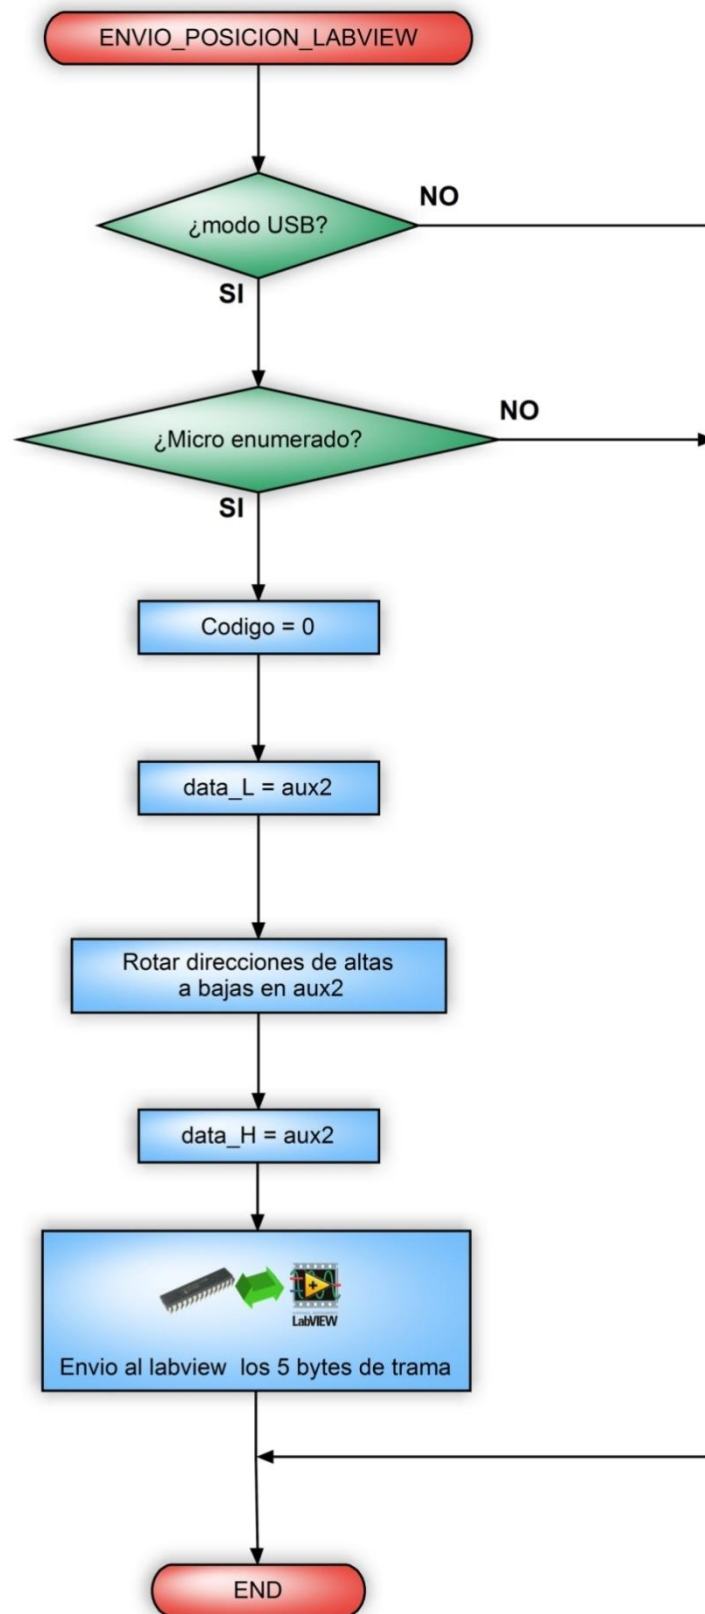 ENVIO_POSICION_LABVIEW
¿modo USB?
NO
SI
¿Micro enumerado?
NO
SI
Codigo = 0
data_L = aux2
Rotar direcciones de altas
a bajas en aux2
data_H = aux2
LabVIEW
Envio al labview los 5 bytes de trama
END